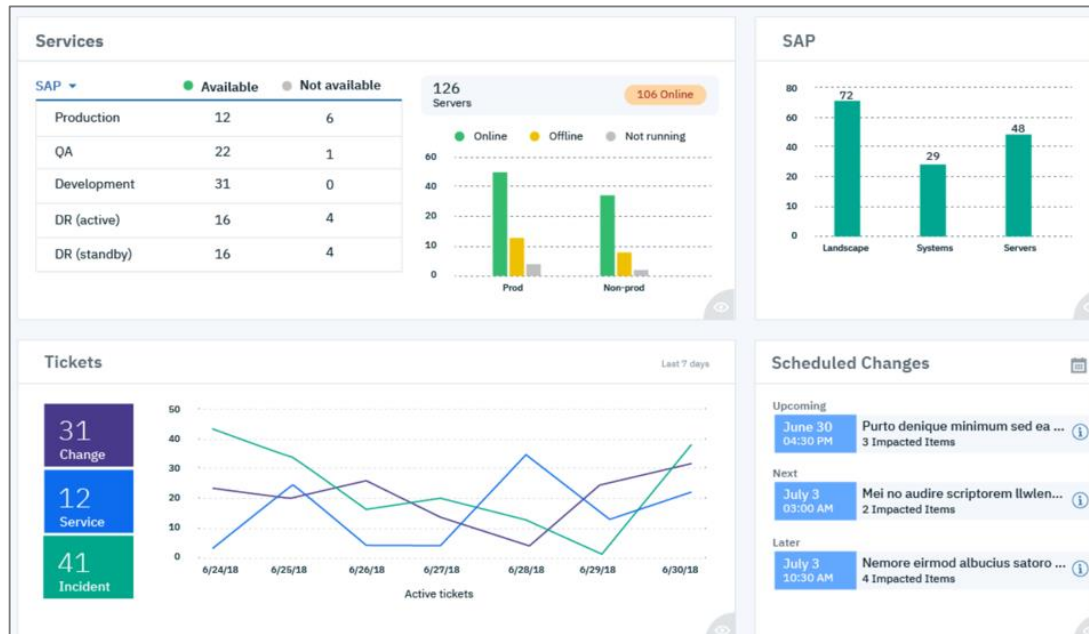 Services
SAP
Available
Not available
Production 12 6
QA 22 1
Development 31 0
DR (active) 16 4
DR (standby) 16 4
126
Servers
106 Online
Online Offline Not running
60
40
20
10
0
Prod Non-prod
SAP
80
60
40
20
10
0
72
29
48
Landscape Systems Servers
Tickets
Last 7 days
31
Change
12
Service
41
Incident
50
40
30
20
10
0
6/24/18 6/25/18 6/26/18 6/27/18 6/28/18 6/29/18 6/30/18
Active tickets
Scheduled Changes
Upcoming
June 30
04:30 PM
Purto denique minimum sed ea ...
3 Impacted Items
Next
July 3
03:00 AM
Mei no audire scriptorem llwlen...
2 Impacted Items
Later
July 3
10:30 AM
Nemore eirmod albucius satoro ...
4 Impacted Items